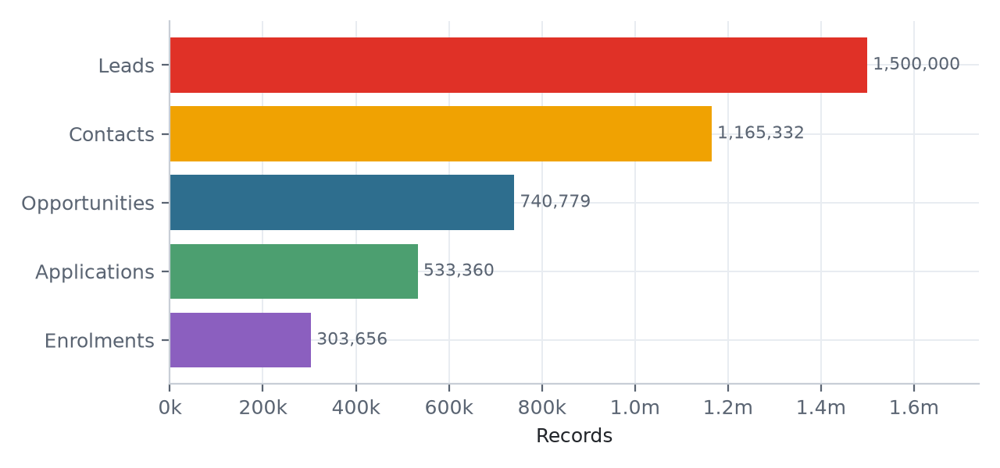 Leads
1,500,000
Contacts
1,165,332
Opportunities
740,779
Applications
533,360
Enrolments
303,656
0k 200k 400k 600k 800k 1.0m 1.2m 1.4m 1.6m
Records